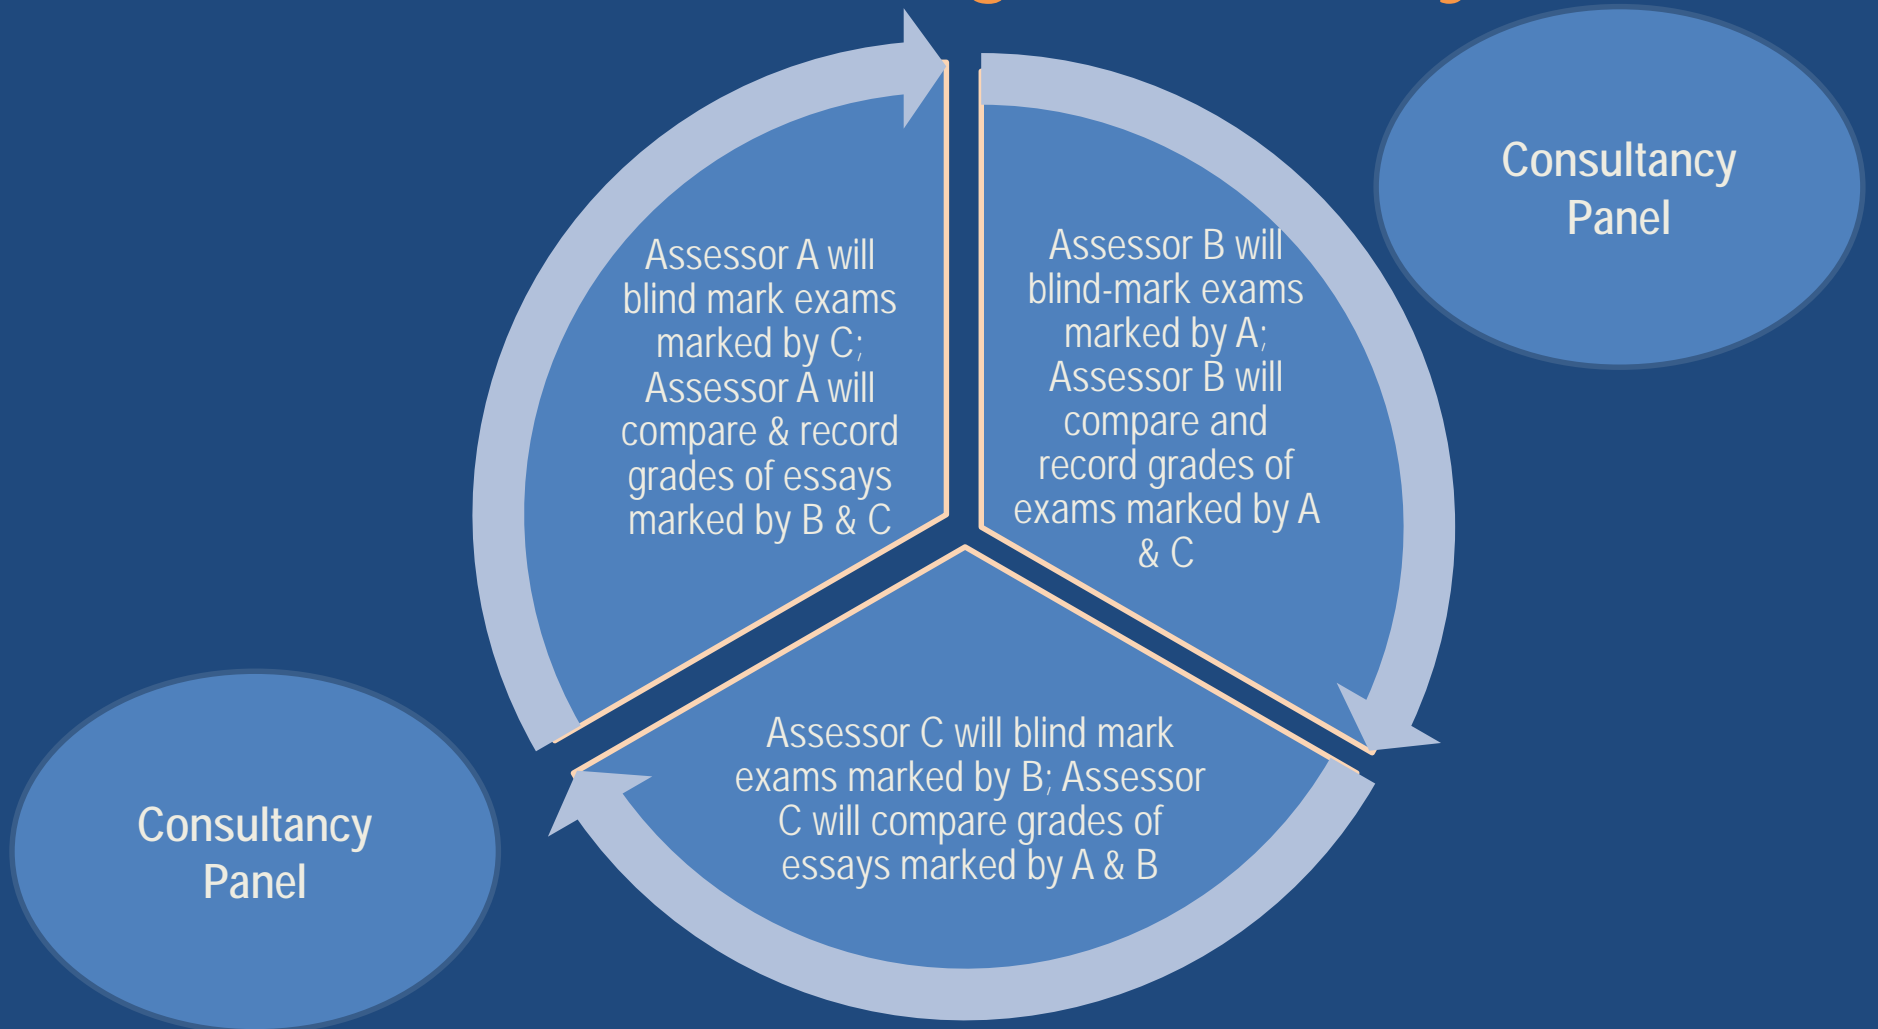 Assessor A will
blind mark exams
marked by C;
Assessor A will
compare & record
grades of essays
marked by B & C
Assessor B will
blind-mark exams
marked by A;
Assessor B will
compare and
record grades of
exams marked by A
& C
Consultancy
Panel
Assessor C will blind mark
exams marked by B; Assessor
C will compare grades of
essays marked by A & B
Consultancy
Panel